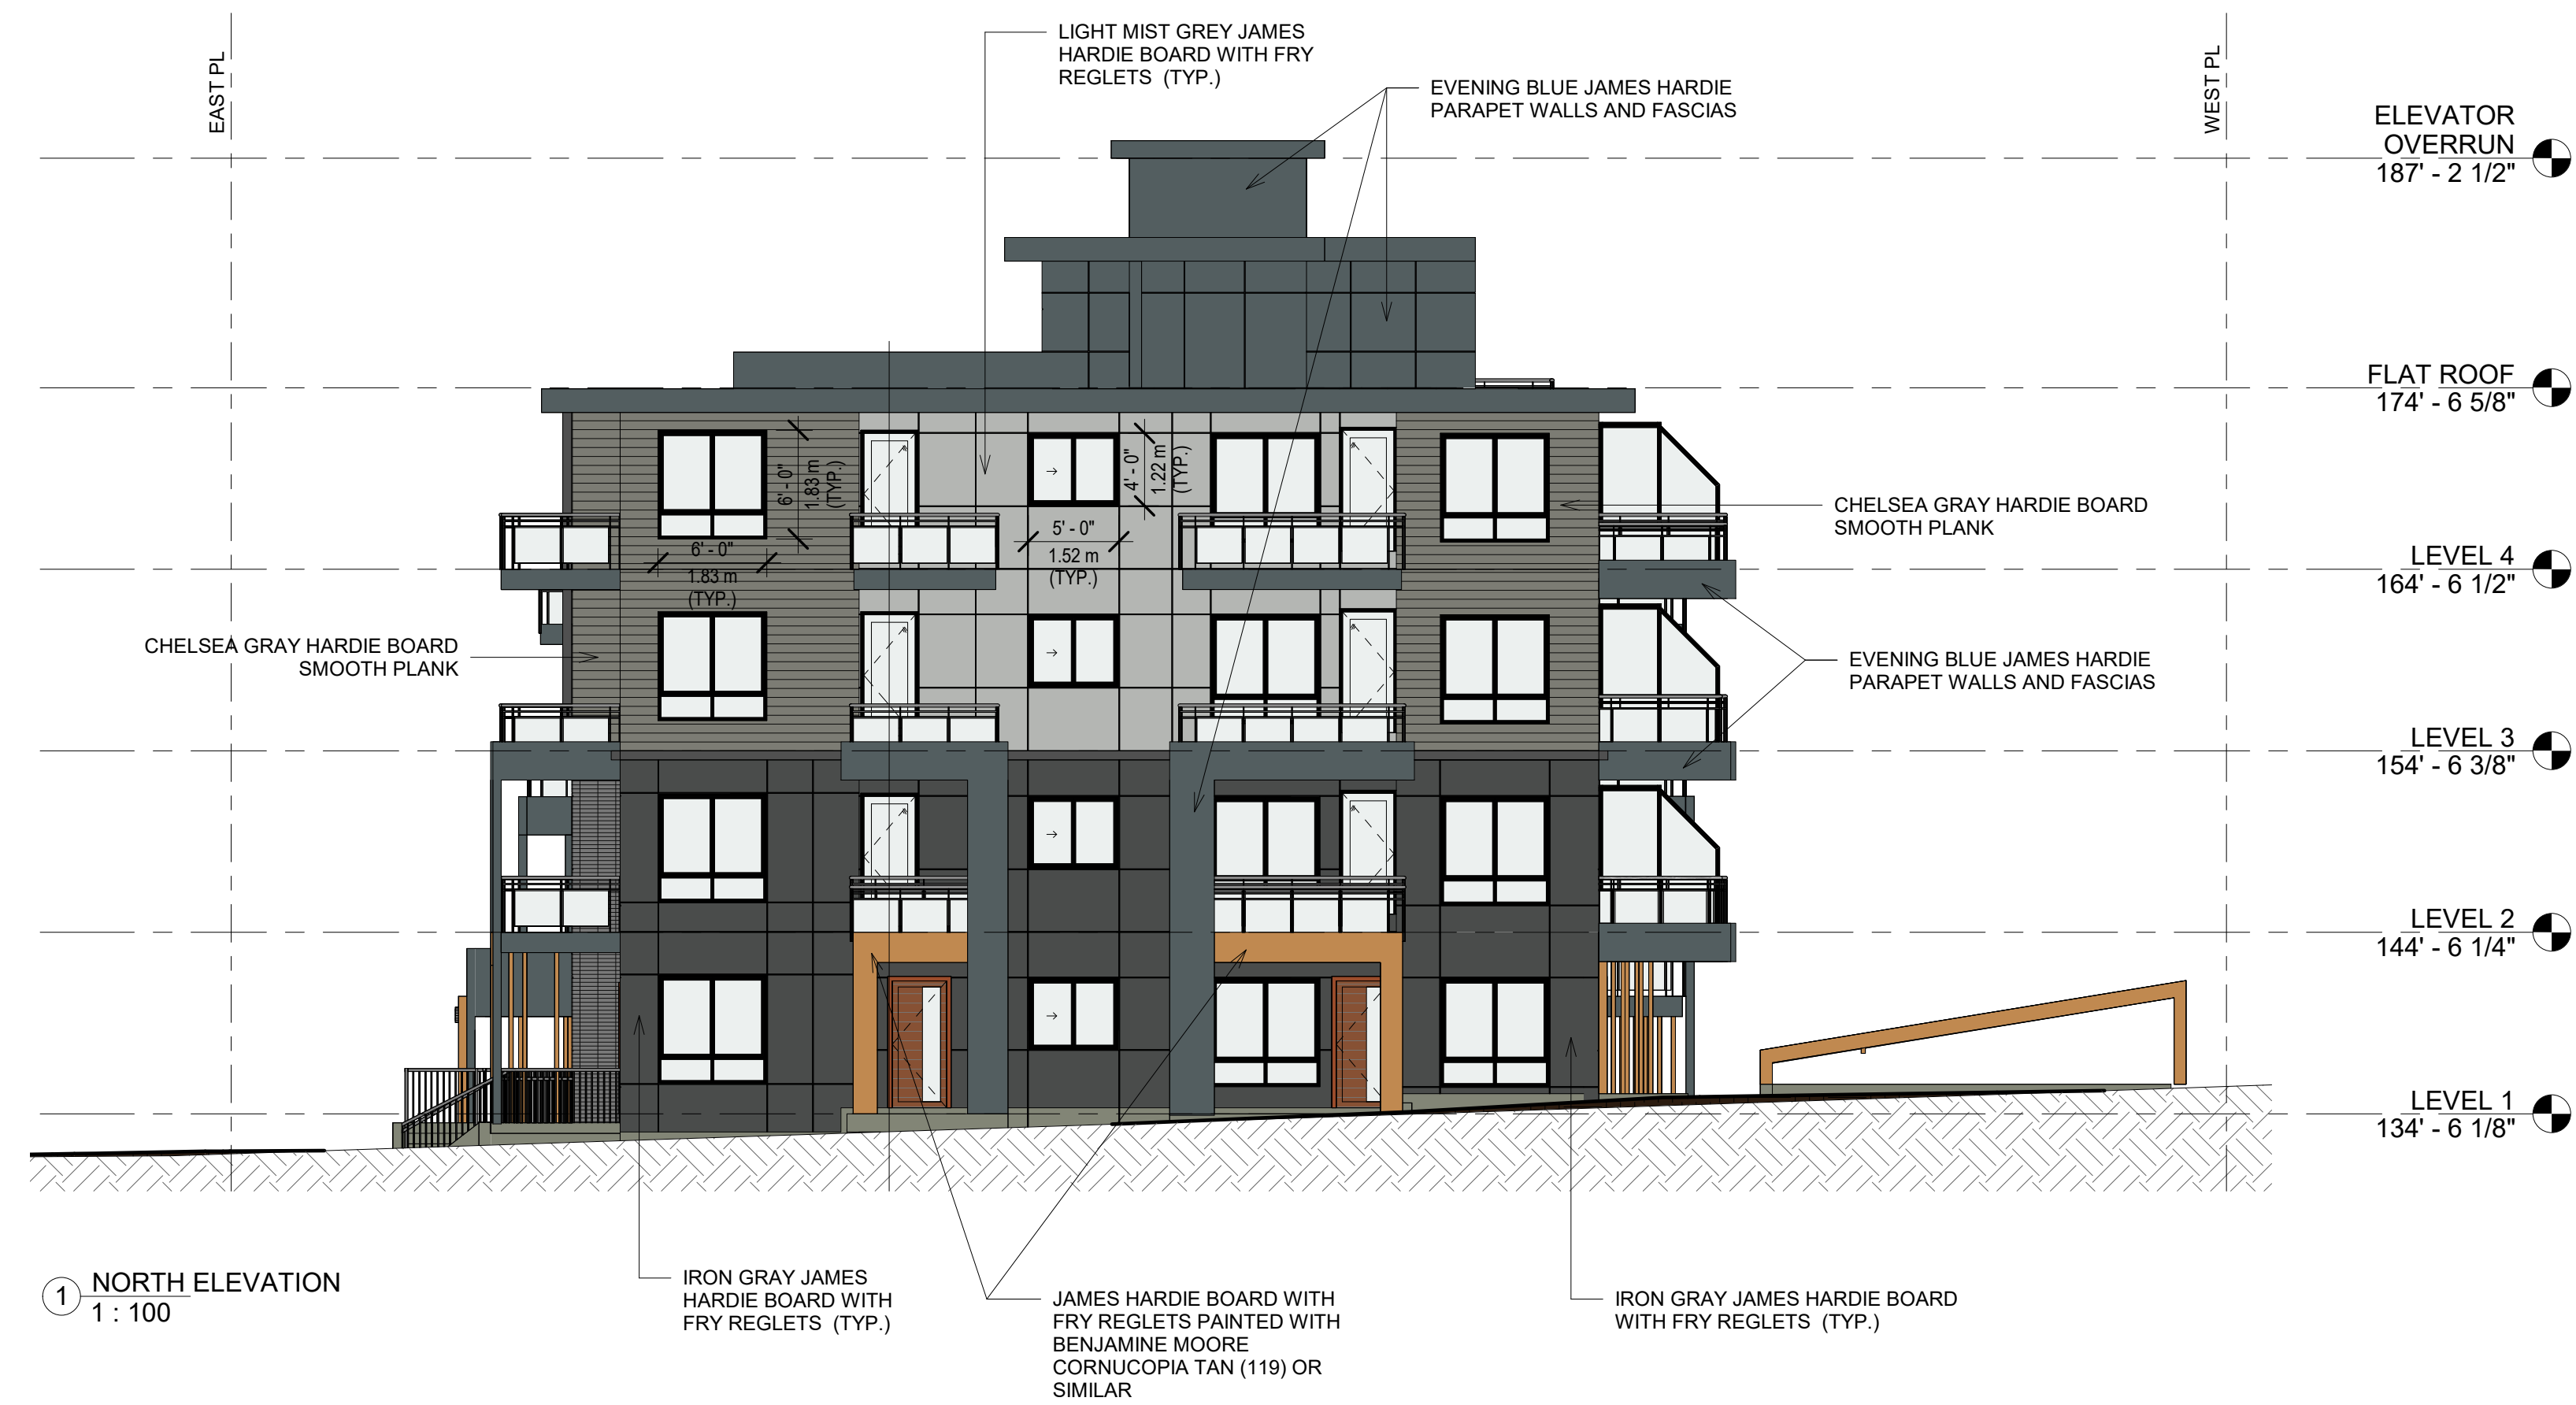 EAST PL
LIGHT MIST GREY JAMES
HARDIE BOARD WITH FRY
REGLETS (TYP.)
EVENING BLUE JAMES HARDIE
PARAPET WALLS AND FASCIAS
WEST PL
ELEVATOR
OVERRUN
187' - 2 1/2"
FLAT ROOF
174' - 6 5/8"
6' - 0"
1.83 m
(TYP.)
4' - 0"
1.22 m
(TYP.)
6' - 0"
1.83 m
(TYP.)
5' - 0"
1.52 m
(TYP.)
CHELSEA GRAY HARDIE BOARD
SMOOTH PLANK
LEVEL 4
164' - 6 1/2"
CHELSEA GRAY HARDIE BOARD
SMOOTH PLANK
EVENING BLUE JAMES HARDIE
PARAPET WALLS AND FASCIAS
LEVEL 3
154' - 6 3/8"
LEVEL 2
144' - 6 1/4"
LEVEL 1
134' - 6 1/8"
1
NORTH ELEVATION
1 : 100
IRON GRAY JAMES
HARDIE BOARD WITH
FRY REGLETS (TYP.)
JAMES HARDIE BOARD WITH
FRY REGLETS PAINTED WITH
BENJAMINE MOORE
CORNUCOPIA TAN (119) OR
SIMILAR
IRON GRAY JAMES HARDIE BOARD
WITH FRY REGLETS (TYP.)